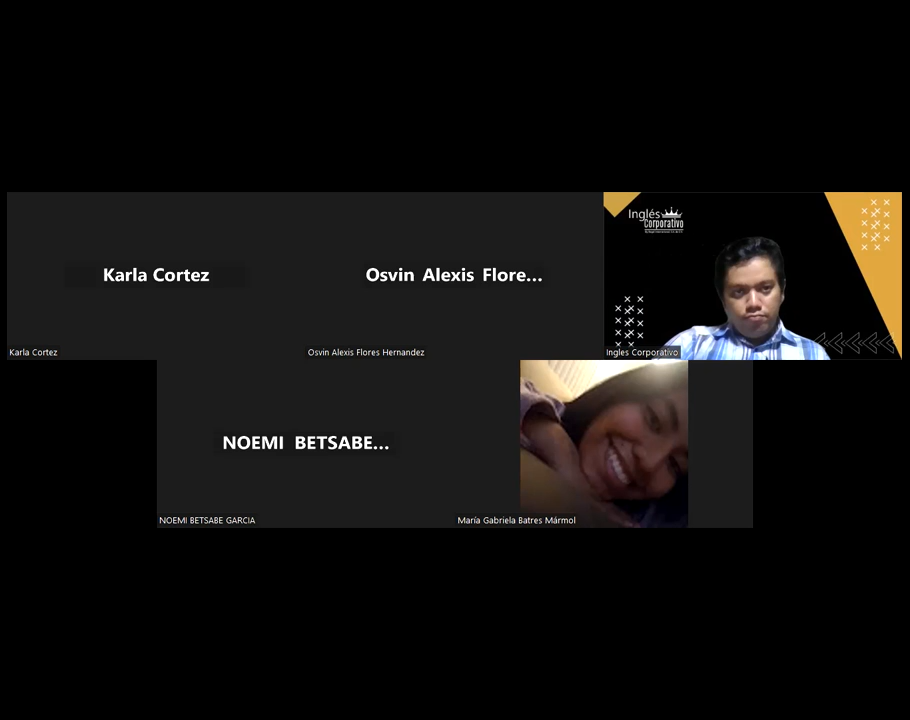 Karla Cortez
Karla Cortez
Osvin Alexis Flore...
Osvin Alexis Flores Hernandez
Inglés
Corporativo
Ingles Corporativo
NOEMI BETSABE...
NOEMI BETSABE GARCIA
María Gabriela Batres Mármol